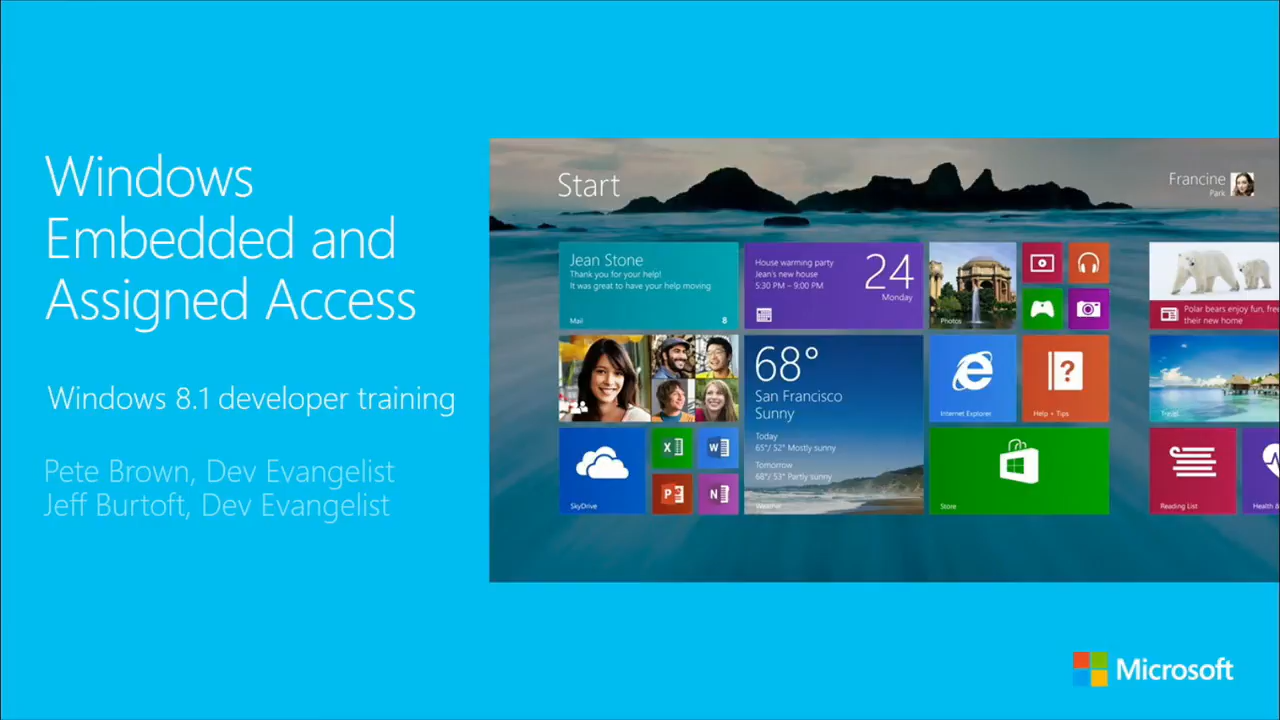 Windows
Embedded and
Assigned Access
Windows 8.1 developer training
Pete Brown, Dev Evangelist
Jeff Burtoft, Dev Evangelist
Start
Francine
Park
Jean Stone
Thank you for your help!
It was great to have your help moving
Mail
8
House warming party
Jean's new house
5:30 PM – 9:00 PM
24
Monday
Photos
Polar bears enjoy fun, free
their new home
68°
San Francisco
Sunny
Today
65°/ 52° Mostly sunny
Tomorrow
68°/ 53° Partly sunny
Weather
Internet Explorer
Help + Tips
Travel
SkyDrive
X
W
P
N
Store
Reading List
Health &
Microsoft